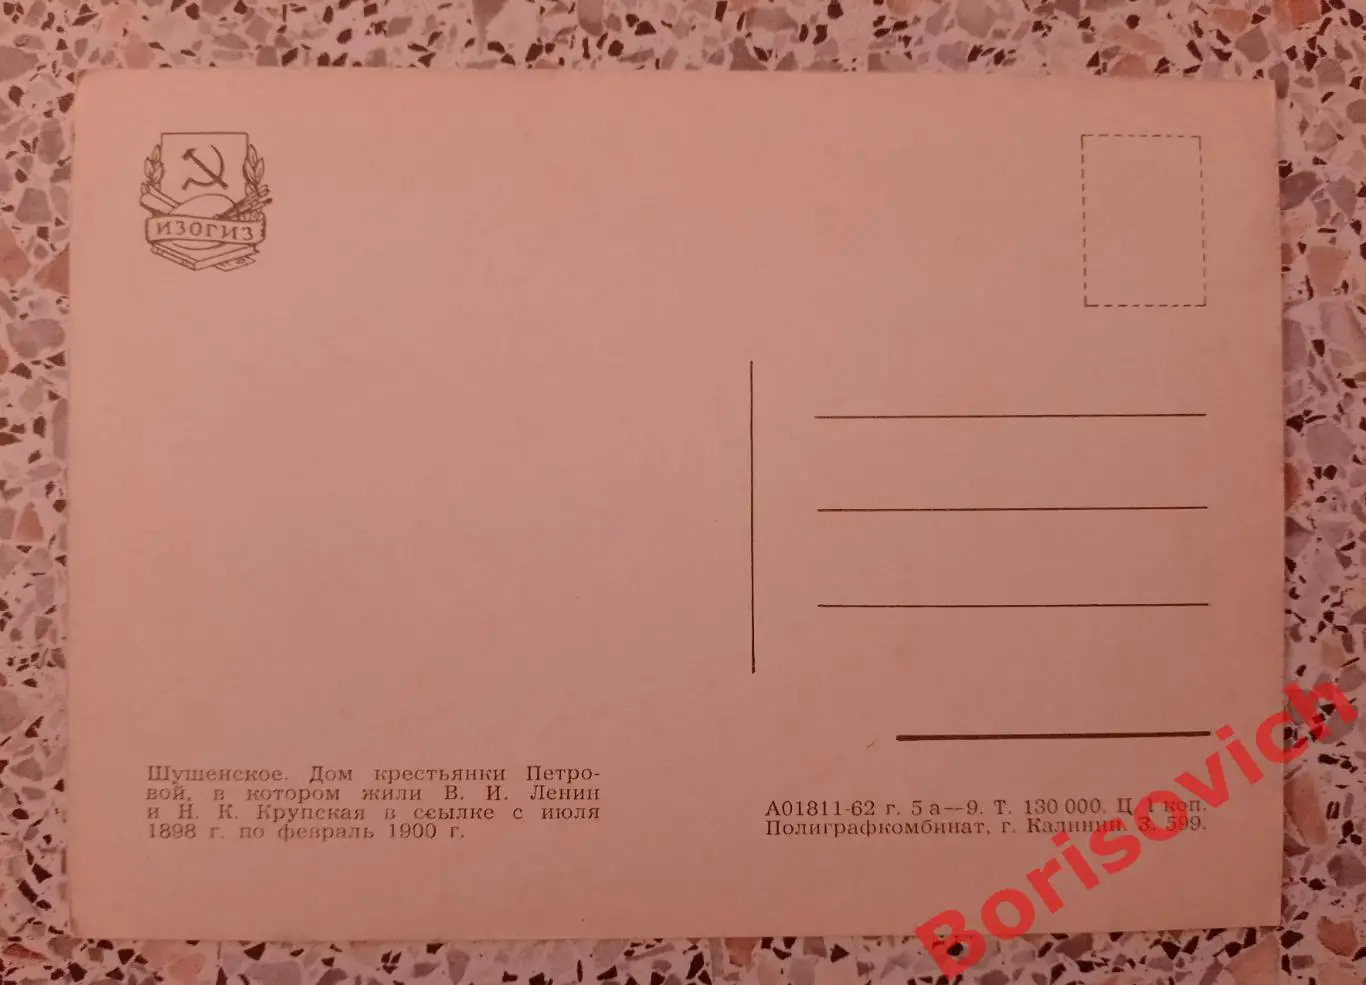 ИЗОГИЗ
Шушенское. Дом крестьянки Петро-
вой, в котором жили В. И. Ленин
и Н. К. Крупская в ссылке с июля
1898 г. по февраль 1900 г.
А01811-62 г. 5 а—9. Т. 130 000. Ц. 1 коп.
Полиграфкомбинат, г. Калинин. З. 599.
Borisovich